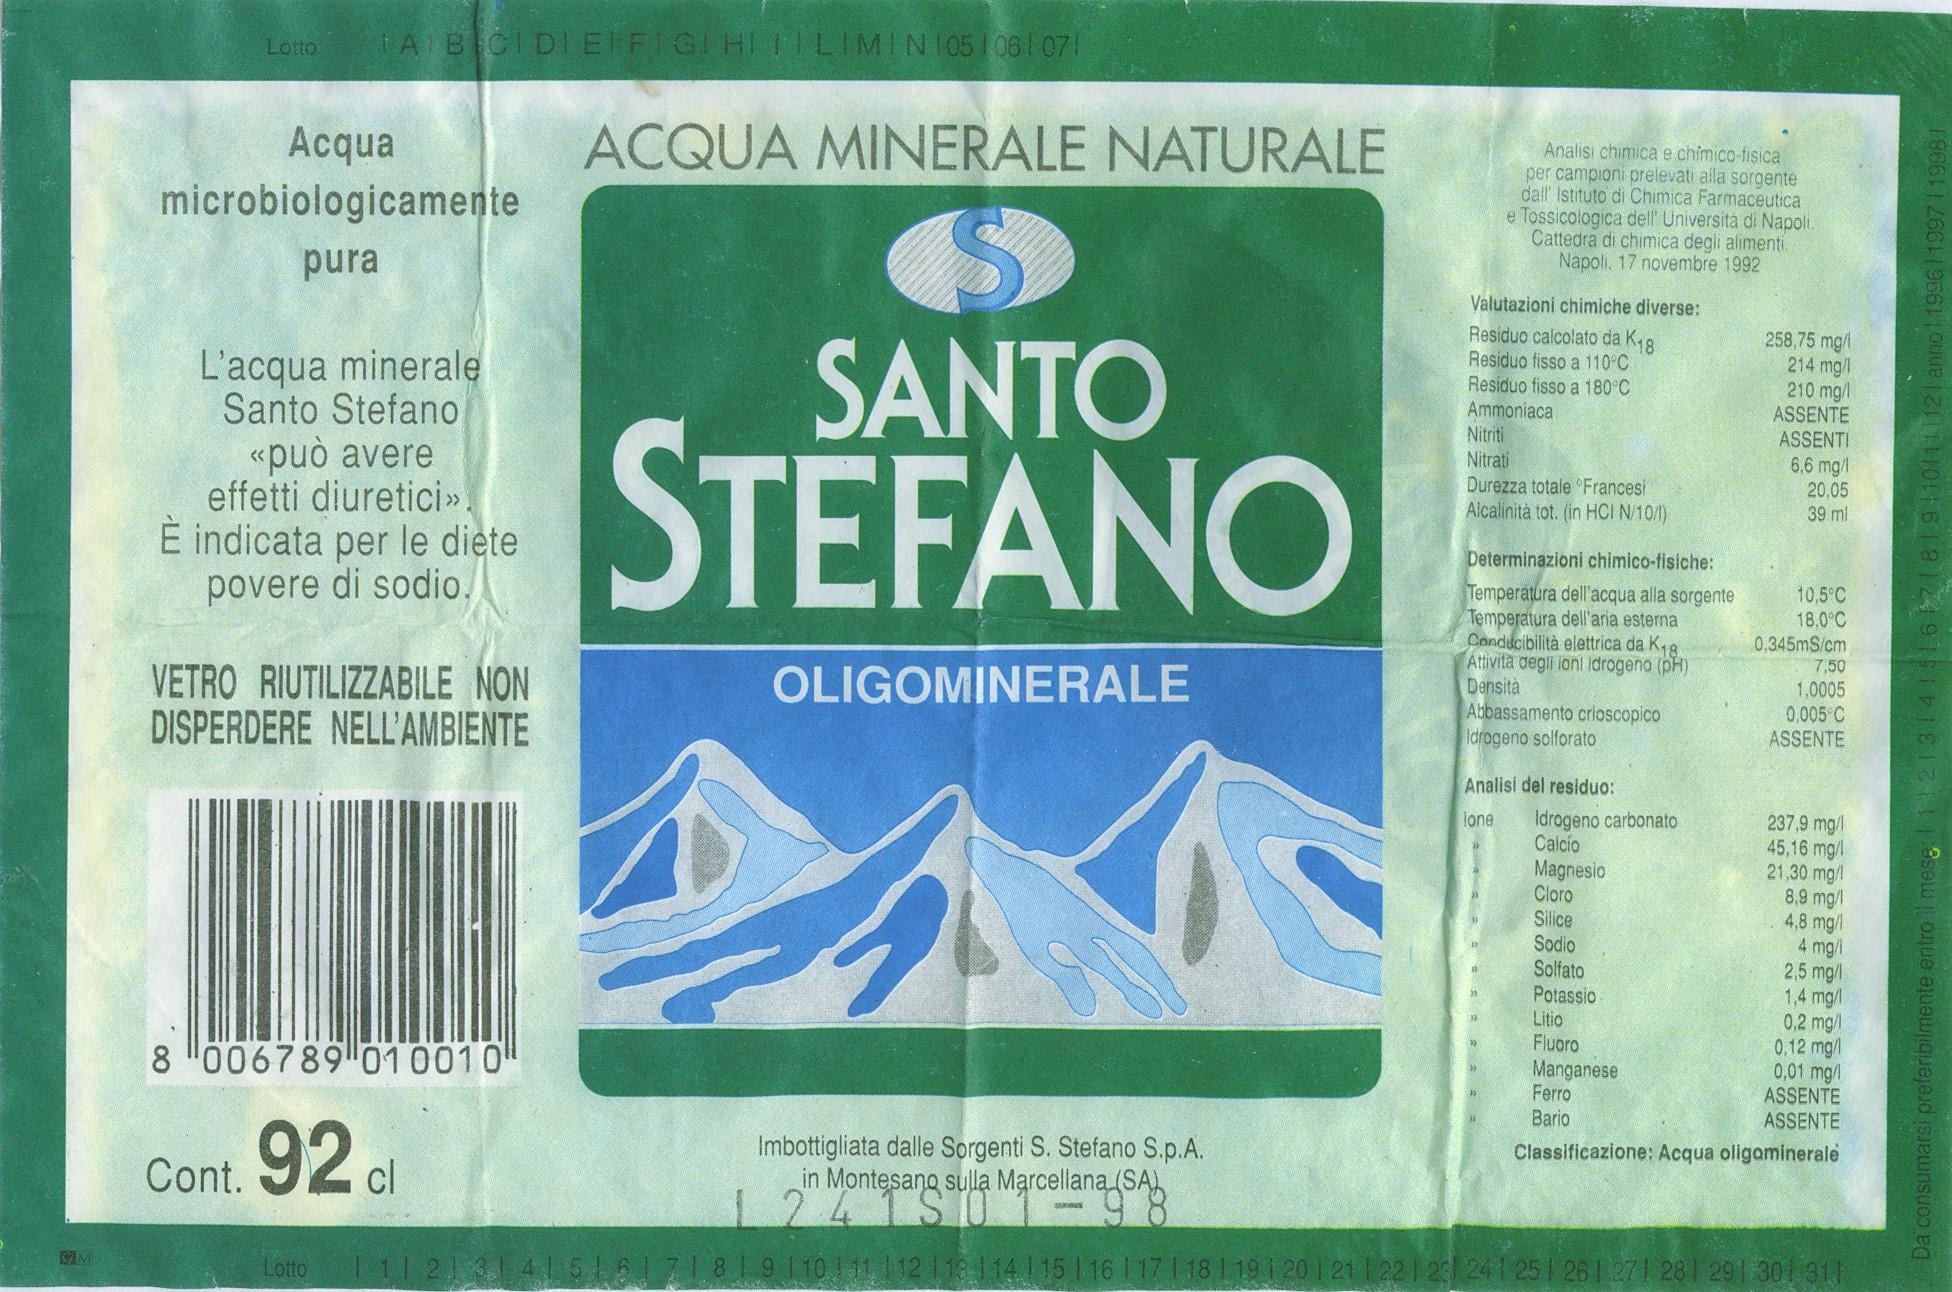 Lotto | A | B | C | D | E | F | G | H | I | L | M | N | 05 | 06 | 07 |
Acqua
microbiologicamente
pura
L'acqua minerale
Santo Stefano
«può avere
effetti diuretici».
È indicata per le diete
povere di sodio.
VETRO RIUTILIZZABILE NON
DISPERDERE NELL'AMBIENTE
8 006789 010010
Cont. 92 cl
ACQUA MINERALE NATURALE
S
SANTO
STEFANO
OLIGOMINERALE
Imbottigliata dalle Sorgenti S. Stefano S.p.A.
in Montesano sulla Marcellana (SA)
L241S01-98
Analisi chimica e chimico-fisica
per campioni prelevati alla sorgente
dall' Istituto di Chimica Farmaceutica
e Tossicologica dell' Università di Napoli.
Cattedra di chimica degli alimenti.
Napoli, 17 novembre 1992
Valutazioni chimiche diverse:
Residuo calcolato da K18 258,75 mg/l
Residuo fisso a 110°C 214 mg/l
Residuo fisso a 180°C 210 mg/l
Ammoniaca ASSENTE
Nitriti ASSENTI
Nitrati 6,6 mg/l
Durezza totale °Francesi 20,05
Alcalinità tot. (in HCl N/10/l) 39 ml
Determinazioni chimico-fisiche:
Temperatura dell'acqua alla sorgente 10,5°C
Temperatura dell'aria esterna 18,0°C
Conducibilità elettrica da K18 0,345mS/cm
Attività degli ioni idrogeno (pH) 7,50
Densità 1,0005
Abbassamento crioscopico 0,005°C
Idrogeno solforato ASSENTE
Analisi del residuo:
Ione Idrogeno carbonato 237,9 mg/l
» Calcio 45,16 mg/l
» Magnesio 21,30 mg/l
» Cloro 8,9 mg/l
» Silice 4,8 mg/l
» Sodio 4 mg/l
» Solfato 2,5 mg/l
» Potassio 1,4 mg/l
» Litio 0,2 mg/l
» Fluoro 0,12 mg/l
» Manganese 0,01 mg/l
» Ferro ASSENTE
» Bario ASSENTE
Classificazione: Acqua oligominerale
Da consumarsi preferibilmente entro il mese: | 1 | 2 | 3 | 4 | 5 | 6 | 7 | 8 | 9 | 10 | 11 | 12 | anno | 1996 | 1997 | 1998 |
GM
Lotto | 1 | 2 | 3 | 4 | 5 | 6 | 7 | 8 | 9 | 10 | 11 | 12 | 13 | 14 | 15 | 16 | 17 | 18 | 19 | 20 | 21 | 22 | 23 | 24 | 25 | 26 | 27 | 28 | 29 | 30 | 31 |